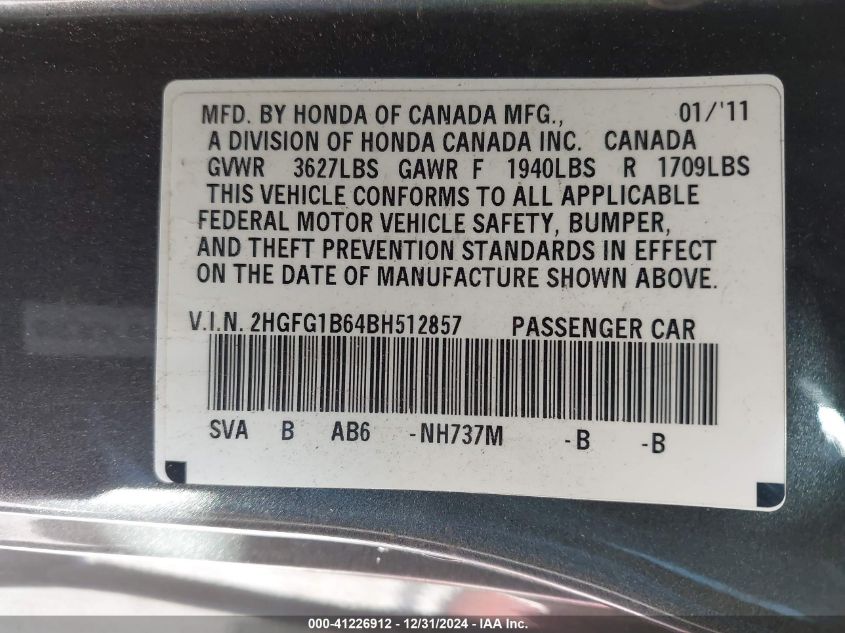 MFD. BY HONDA OF CANADA MFG., 01/'11
A DIVISION OF HONDA CANADA INC. CANADA
GVWR 3627LBS GAWR F 1940LBS R 1709LBS
THIS VEHICLE CONFORMS TO ALL APPLICABLE
FEDERAL MOTOR VEHICLE SAFETY, BUMPER,
AND THEFT PREVENTION STANDARDS IN EFFECT
ON THE DATE OF MANUFACTURE SHOWN ABOVE.
V.I.N. 2HGFG1B64BH512857 PASSENGER CAR
SVA B AB6 -NH737M -B -B
000-41226912 - 12/31/2024 - IAA Inc.